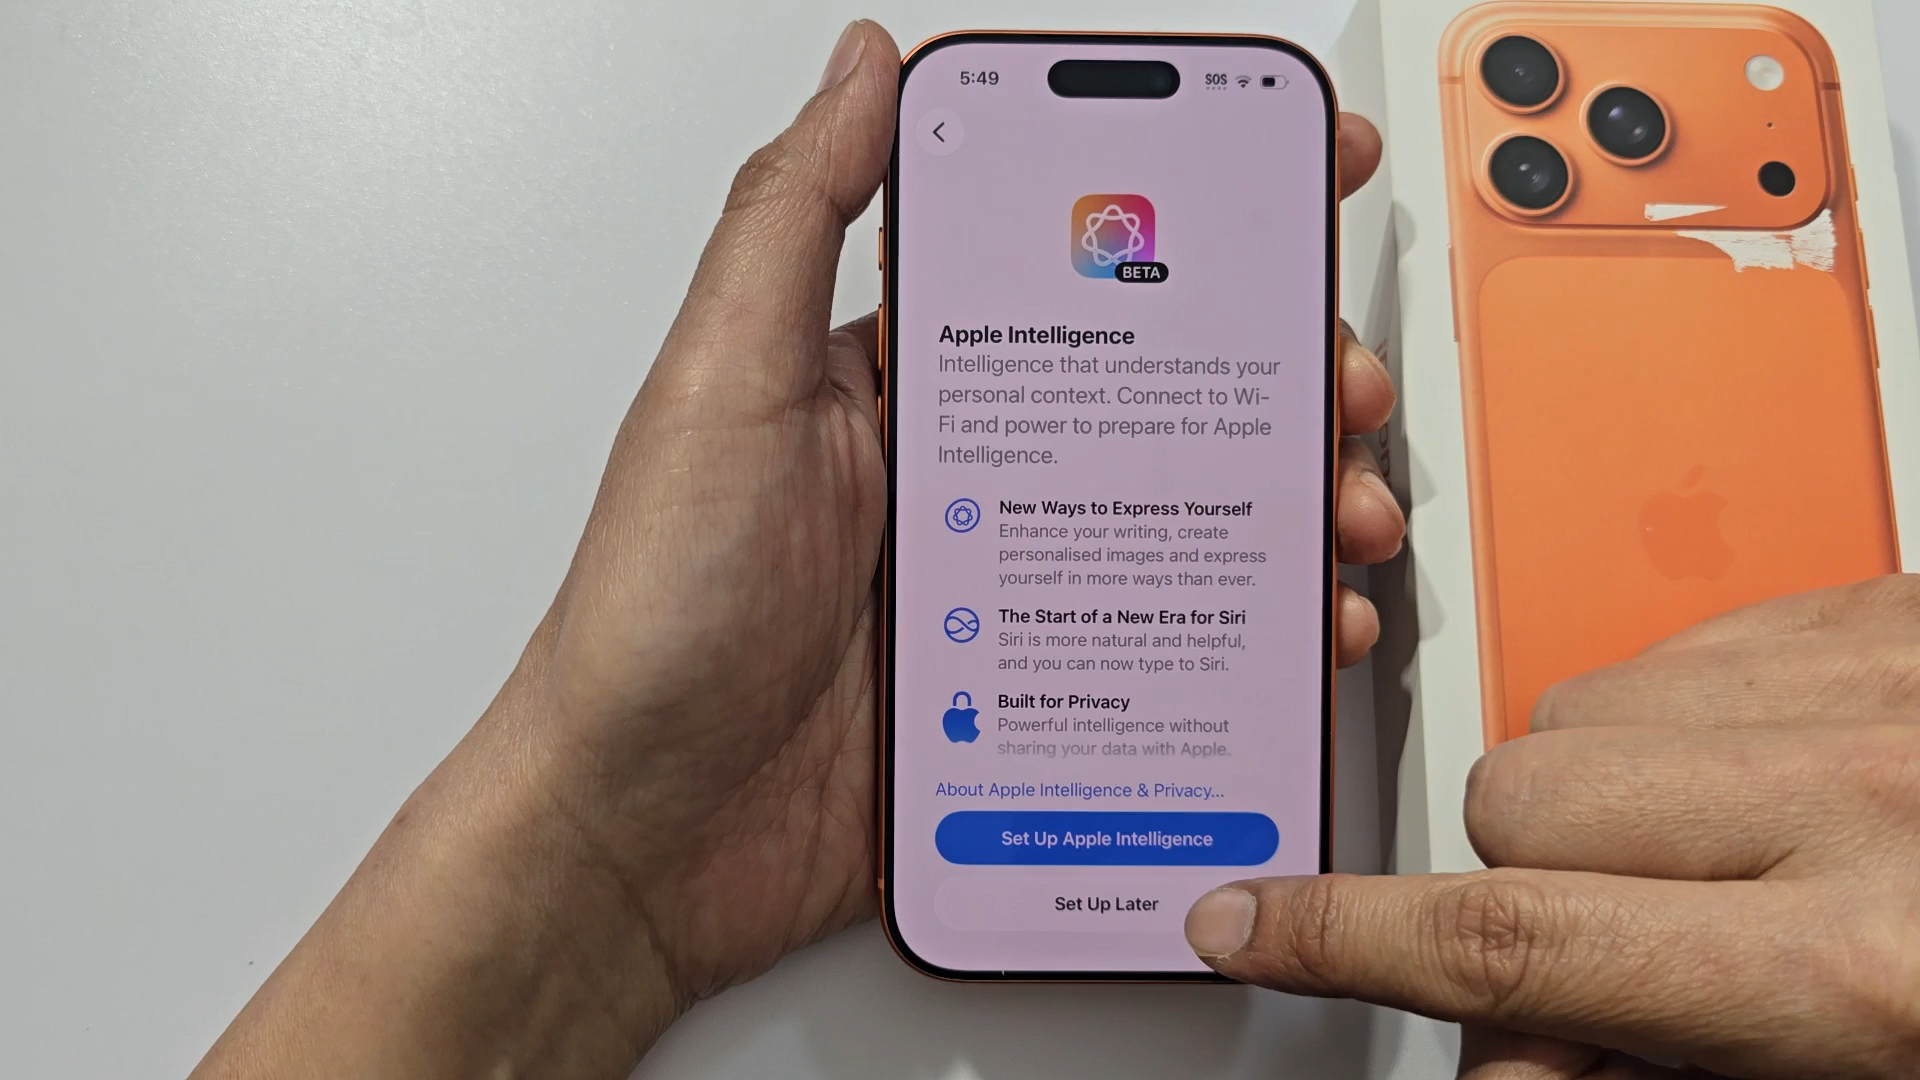 5:49
SOS
BETA
Apple Intelligence
Intelligence that understands your
personal context. Connect to Wi-
Fi and power to prepare for Apple
Intelligence.
New Ways to Express Yourself
Enhance your writing, create
personalised images and express
yourself in more ways than ever.
The Start of a New Era for Siri
Siri is more natural and helpful,
and you can now type to Siri.
Built for Privacy
Powerful intelligence without
sharing your data with Apple.
About Apple Intelligence & Privacy...
Set Up Apple Intelligence
Set Up Later